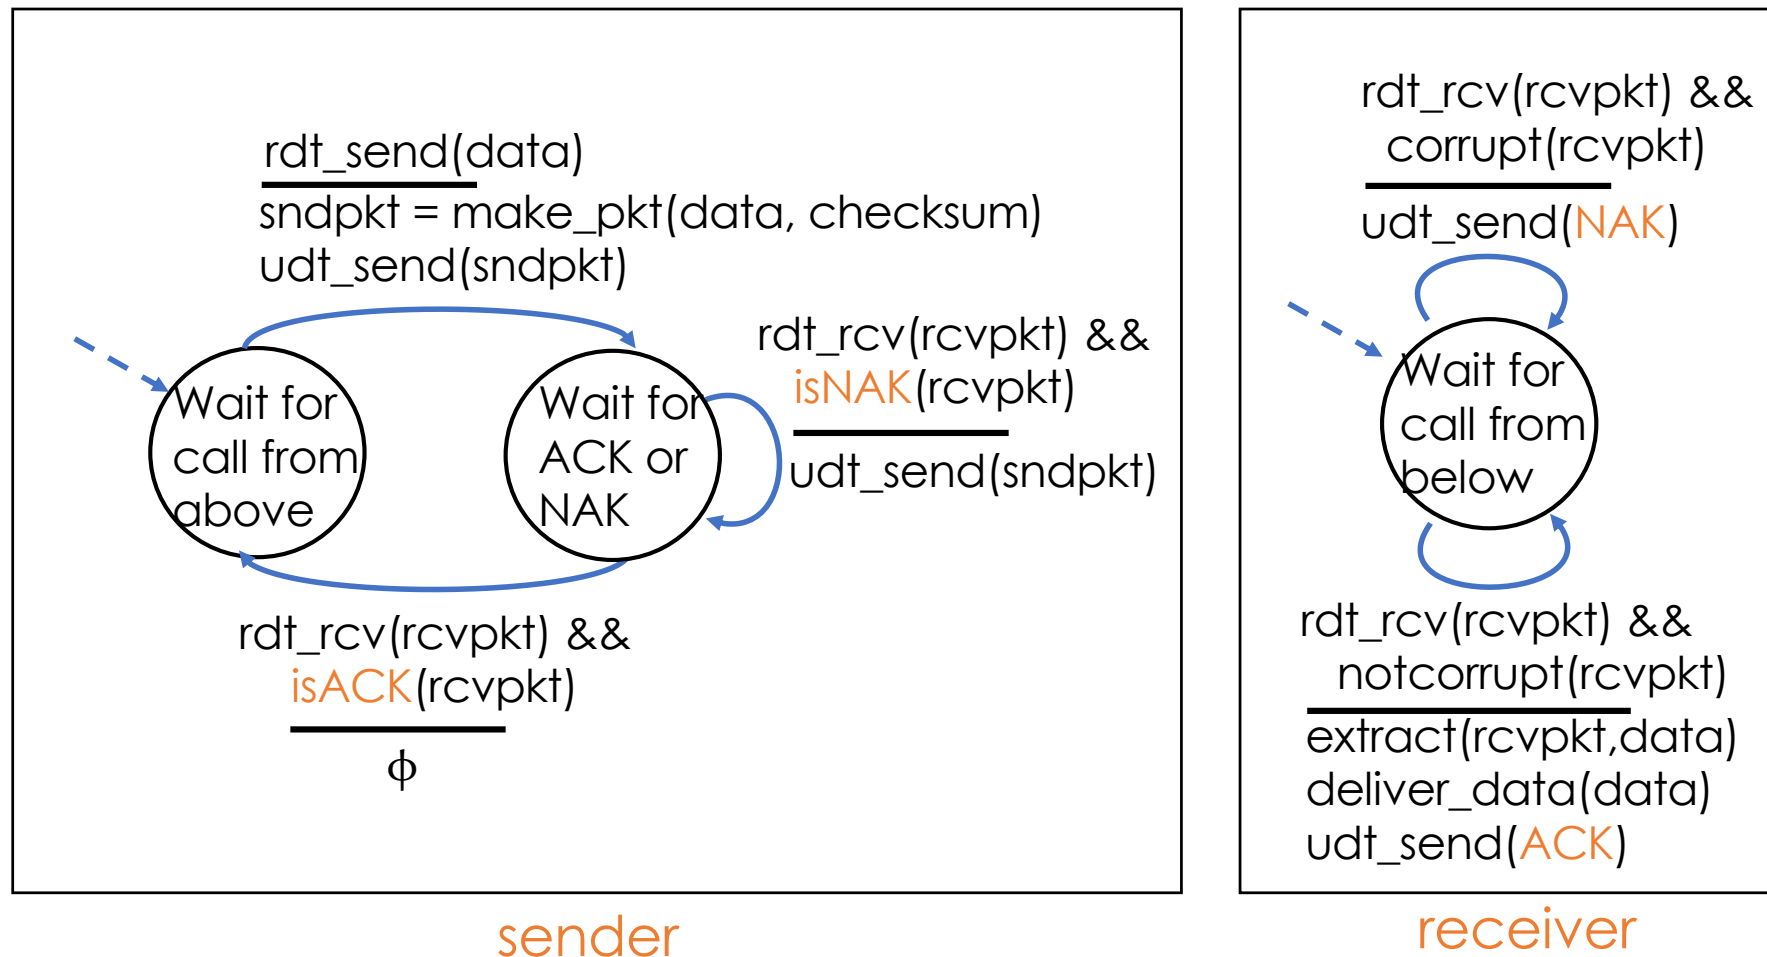 rdt_send(data)
sndpkt = make_pkt(data, checksum)
udt_send(sndpkt)
Wait for
call from
above
Wait for
ACK or
NAK
rdt_rcv(rcvpkt) &&
isNAK(rcvpkt)
udt_send(sndpkt)
rdt_rcv(rcvpkt) &&
isACK(rcvpkt)
ϕ
sender
rdt_rcv(rcvpkt) &&
corrupt(rcvpkt)
udt_send(NAK)
Wait for
call from
below
rdt_rcv(rcvpkt) &&
notcorrupt(rcvpkt)
extract(rcvpkt,data)
deliver_data(data)
udt_send(ACK)
receiver